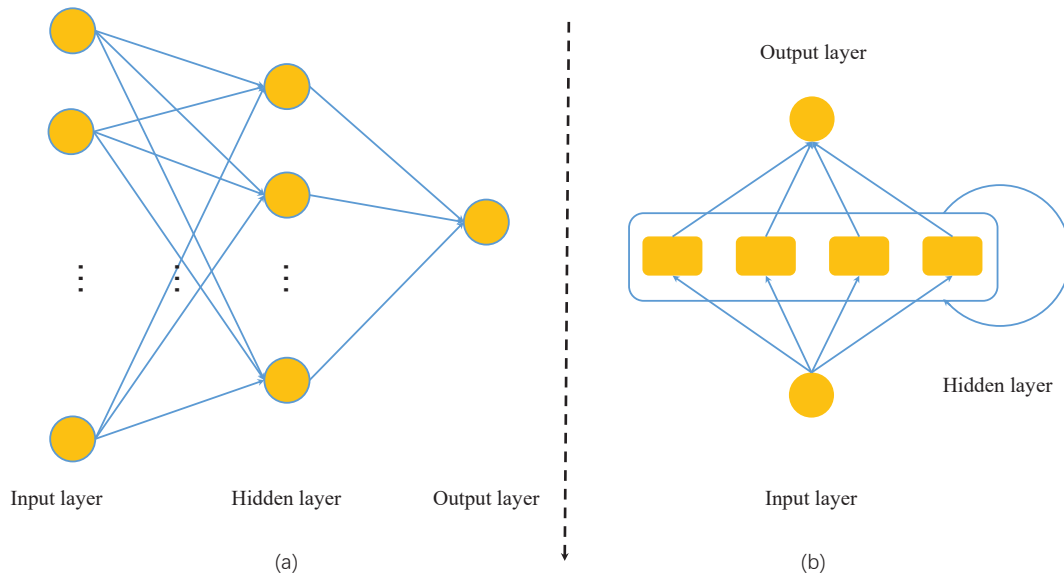 Input layer
Hidden layer
Output layer
(a)
Output layer
Hidden layer
Input layer
(b)